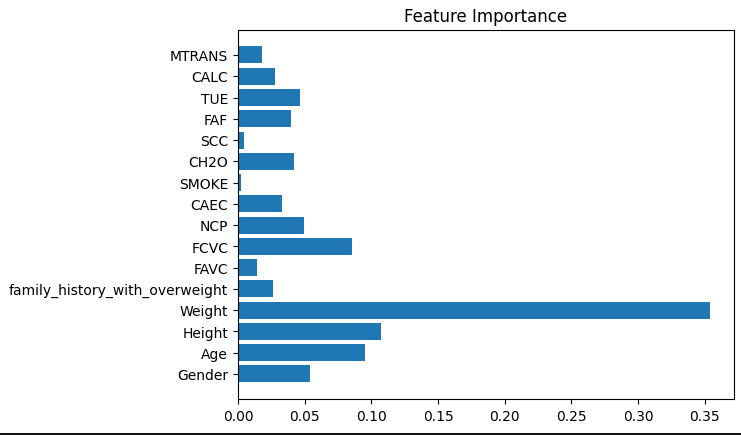 Feature Importance
MTRANS
CALC
TUE
FAF
SCC
CH2O
SMOKE
CAEC
NCP
FCVC
FAVC
family_history_with_overweight
Weight
Height
Age
Gender
0.00 0.05 0.10 0.15 0.20 0.25 0.30 0.35